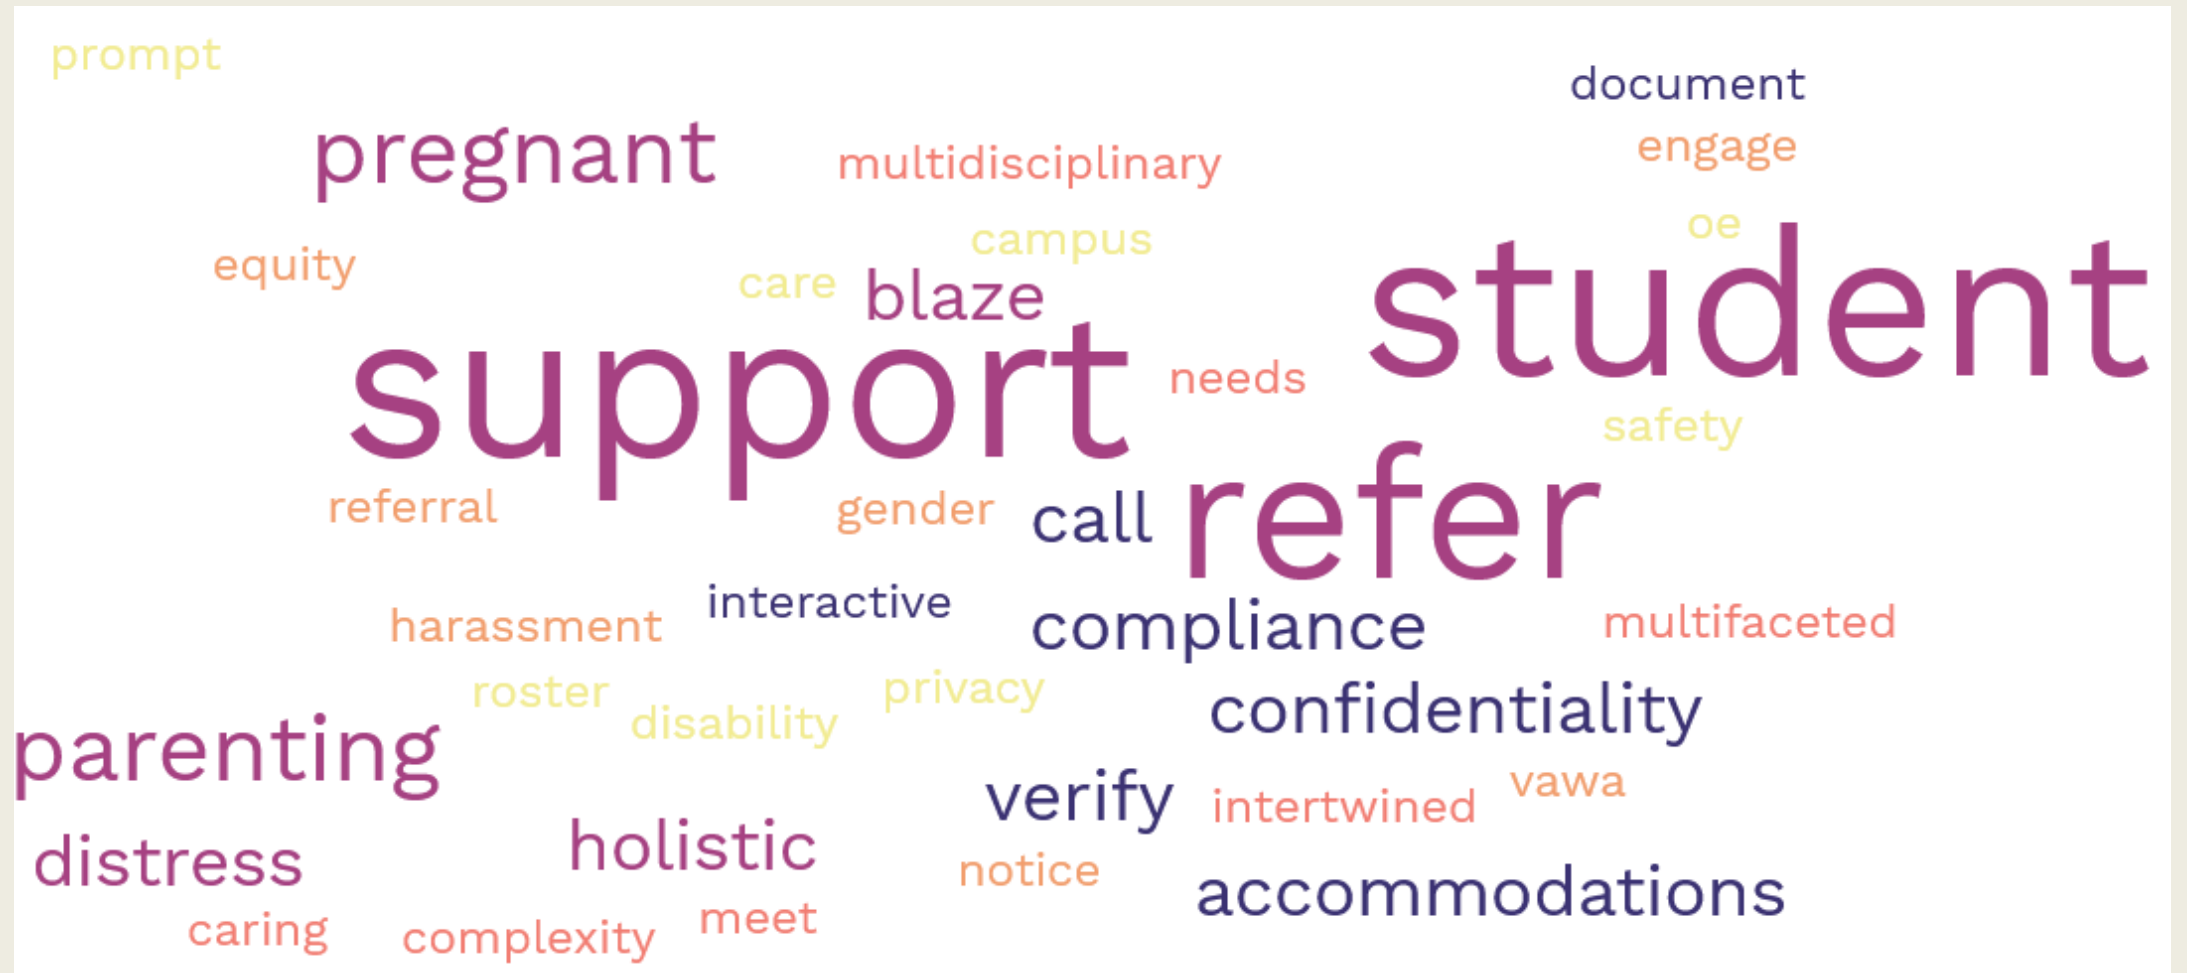 prompt
document
pregnant
multidisciplinary
engage
campus
oe
equity
care
blaze
student
support
needs
safety
referral
gender
call
refer
harassment
interactive
compliance
multifaceted
roster
privacy
disability
confidentiality
parenting
verify
intertwined
vawa
distress
holistic
notice
accommodations
caring
complexity
meet